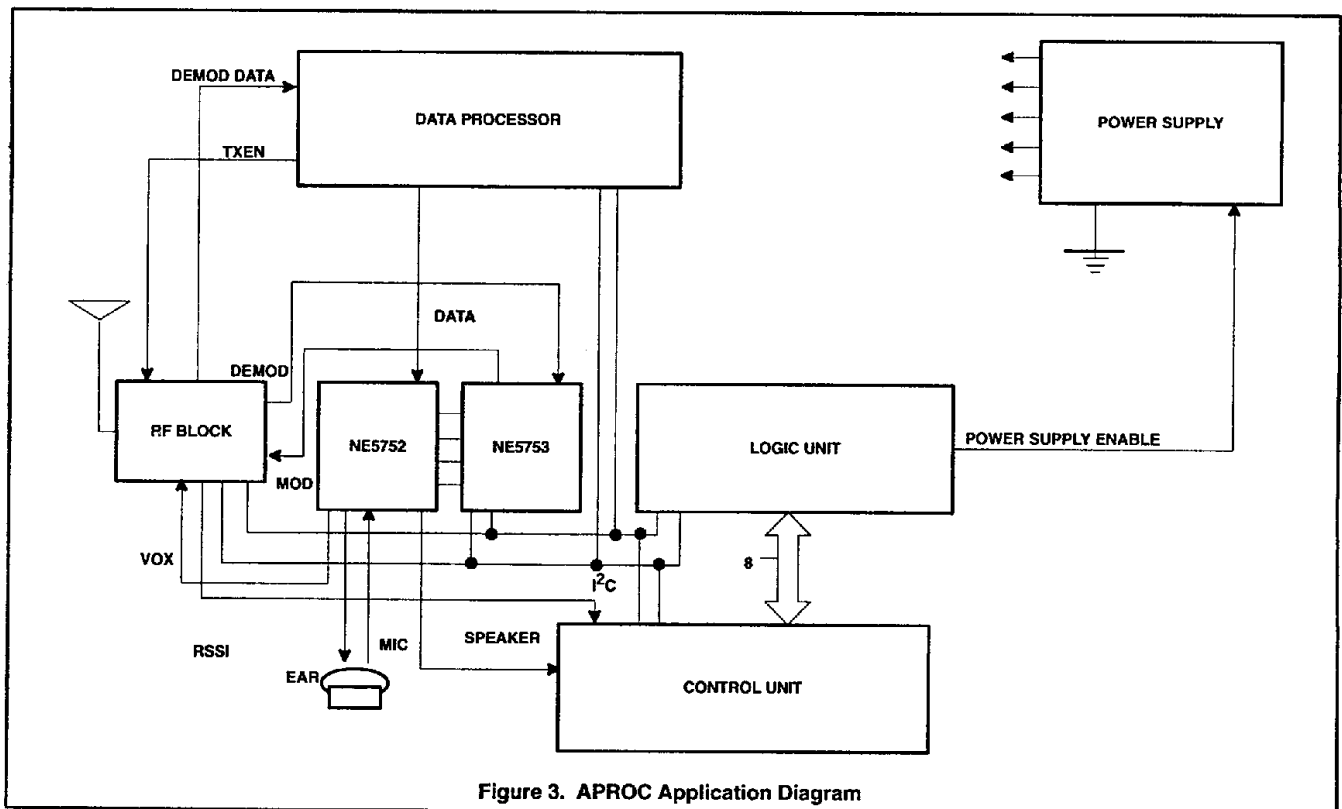 DEMOD DATA
DATA PROCESSOR
POWER SUPPLY
TXEN
DATA
DEMOD
RF BLOCK
NE5752
NE5753
LOGIC UNIT
POWER SUPPLY ENABLE
MOD
VOX
8
I²C
RSSI
MIC
SPEAKER
EAR
CONTROL UNIT
Figure 3. APROC Application Diagram